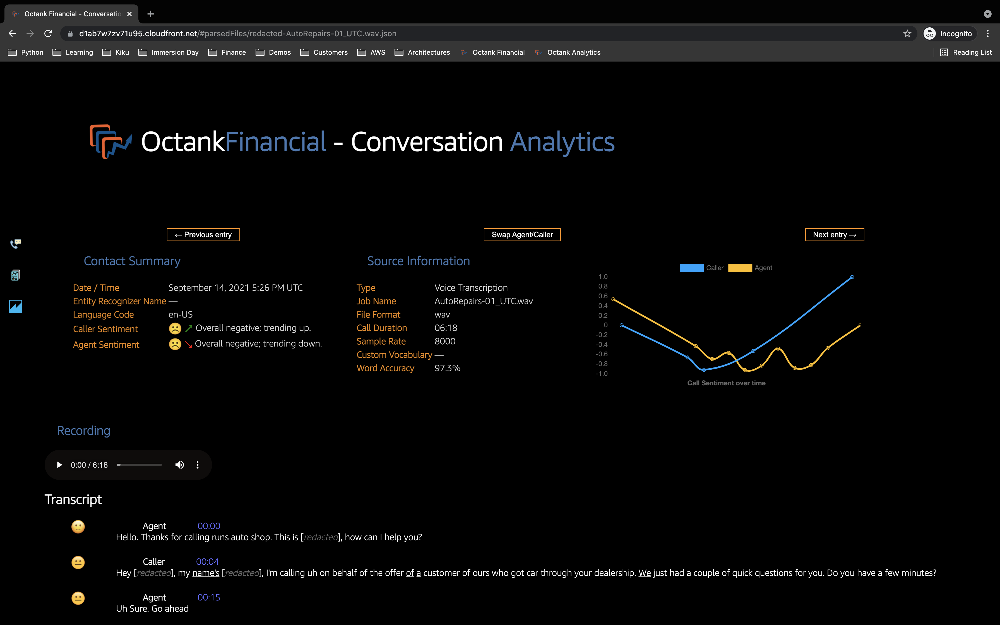 Octank Financial - Conversatio
d1ab7w7zv71u95.cloudfront.net/#parsedFiles/redacted-AutoRepairs-01_UTC.wav.json
Incognito
Python Learning Kiku Immersion Day Finance Demos Customers AWS Architectures Octank Financial Octank Analytics Reading List
OctankFinancial - Conversation Analytics
← Previous entry
Swap Agent/Caller
Next entry →
Contact Summary
Date / Time September 14, 2021 5:26 PM UTC
Entity Recognizer Name —
Language Code en-US
Caller Sentiment Overall negative; trending up.
Agent Sentiment Overall negative; trending down.
Source Information
Type Voice Transcription
Job Name AutoRepairs-01_UTC.wav
File Format wav
Call Duration 06:18
Sample Rate 8000
Custom Vocabulary —
Word Accuracy 97.3%
Caller Agent
1.0
0.8
0.6
0.4
0.2
0
-0.2
-0.4
-0.6
-0.8
-1.0
Call Sentiment over time
Recording
0:00 / 6:18
Transcript
Agent 00:00
Hello. Thanks for calling runs auto shop. This is [redacted], how can I help you?
Caller 00:04
Hey [redacted], my name's [redacted], I'm calling uh on behalf of the offer of a customer of ours who got car through your dealership. We just had a couple of quick questions for you. Do you have a few minutes?
Agent 00:15
Uh Sure. Go ahead